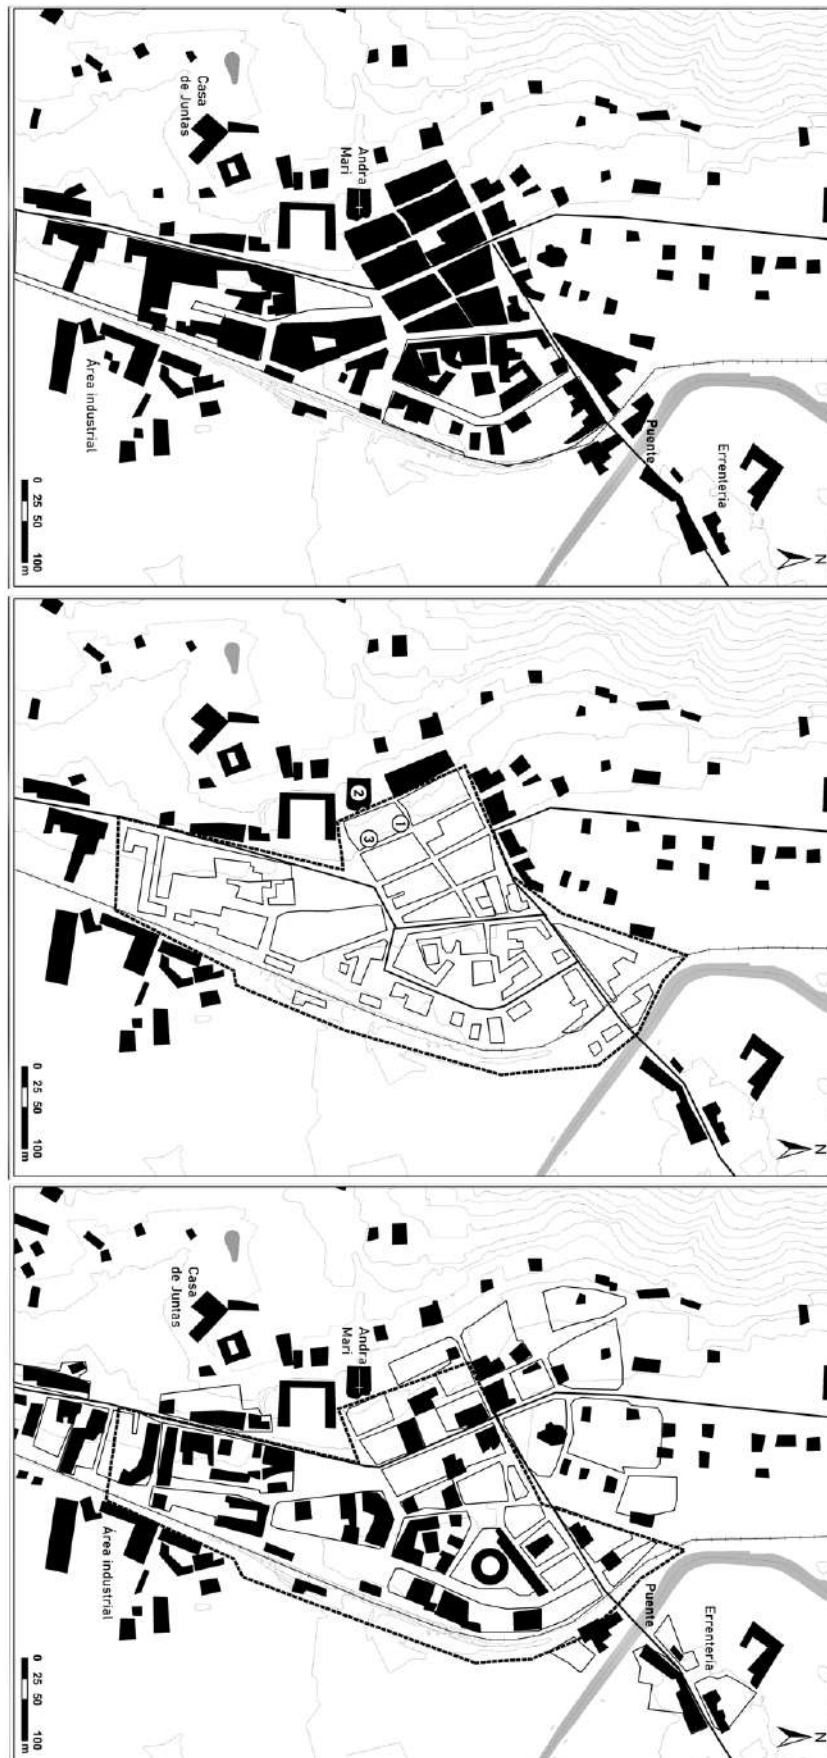 Casa
de Juntas
Andra
Mari
Área industrial
Puente
Errenteria
N
0 25 50 100 m
1
2
3
N
0 25 50 100 m
Casa
de Juntas
Andra
Mari
Área industrial
Puente
Errenteria
N
0 25 50 100 m